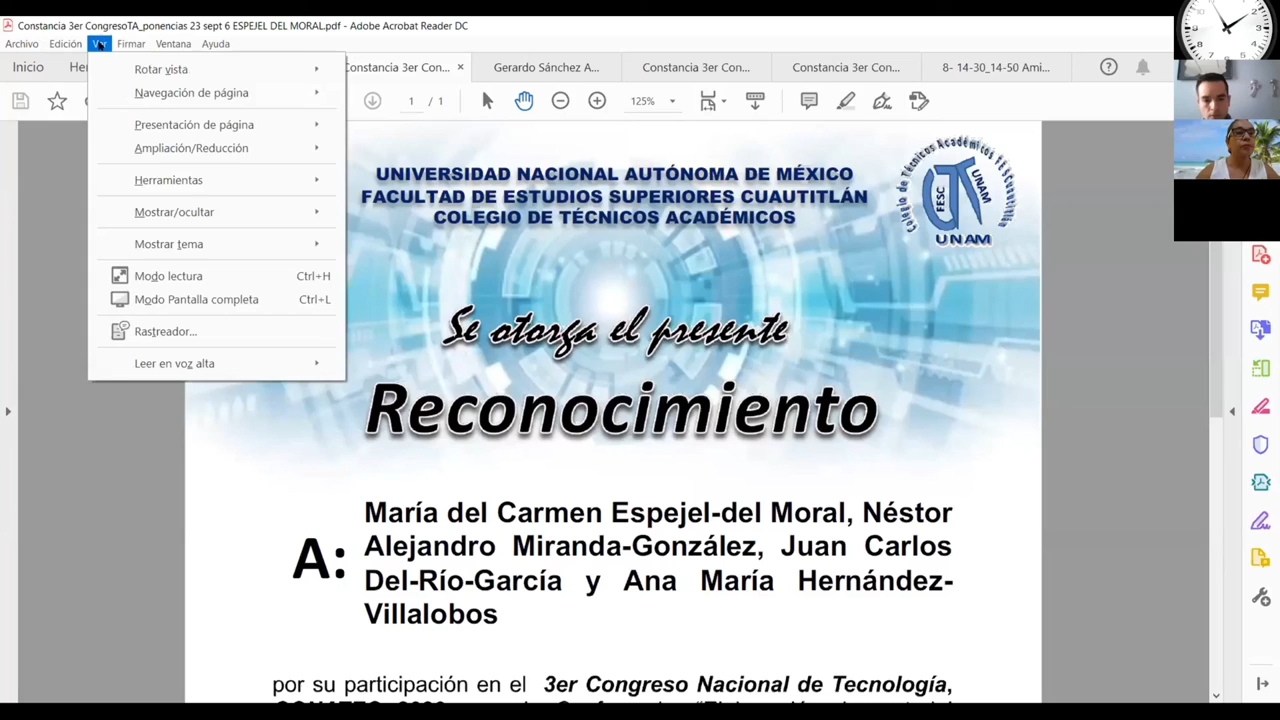 Constancia 3er CongresoTA_ponencias 23 sept 6 ESPEJEL DEL MORAL.pdf - Adobe Acrobat Reader DC
Archivo Edición Ver Firmar Ventana Ayuda
Inicio
Constancia 3er Con... ×
Gerardo Sánchez A...
Constancia 3er Con...
Constancia 3er Con...
8- 14-30_14-50 Ami...
1 / 1
125%
Rotar vista
Navegación de página
Presentación de página
Ampliación/Reducción
Herramientas
Mostrar/ocultar
Mostrar tema
Modo lectura Ctrl+H
Modo Pantalla completa Ctrl+L
Rastreador...
Leer en voz alta
UNIVERSIDAD NACIONAL AUTÓNOMA DE MÉXICO
FACULTAD DE ESTUDIOS SUPERIORES CUAUTITLÁN
COLEGIO DE TÉCNICOS ACADÉMICOS
Colegio de Técnicos Académicos FESCuautitlán
FESC
UNAM
UNAM
Se otorga el presente
Reconocimiento
A:
María del Carmen Espejel-del Moral, Néstor
Alejandro Miranda-González, Juan Carlos
Del-Río-García y Ana María Hernández-
Villalobos
por su participación en el 3er Congreso Nacional de Tecnología,